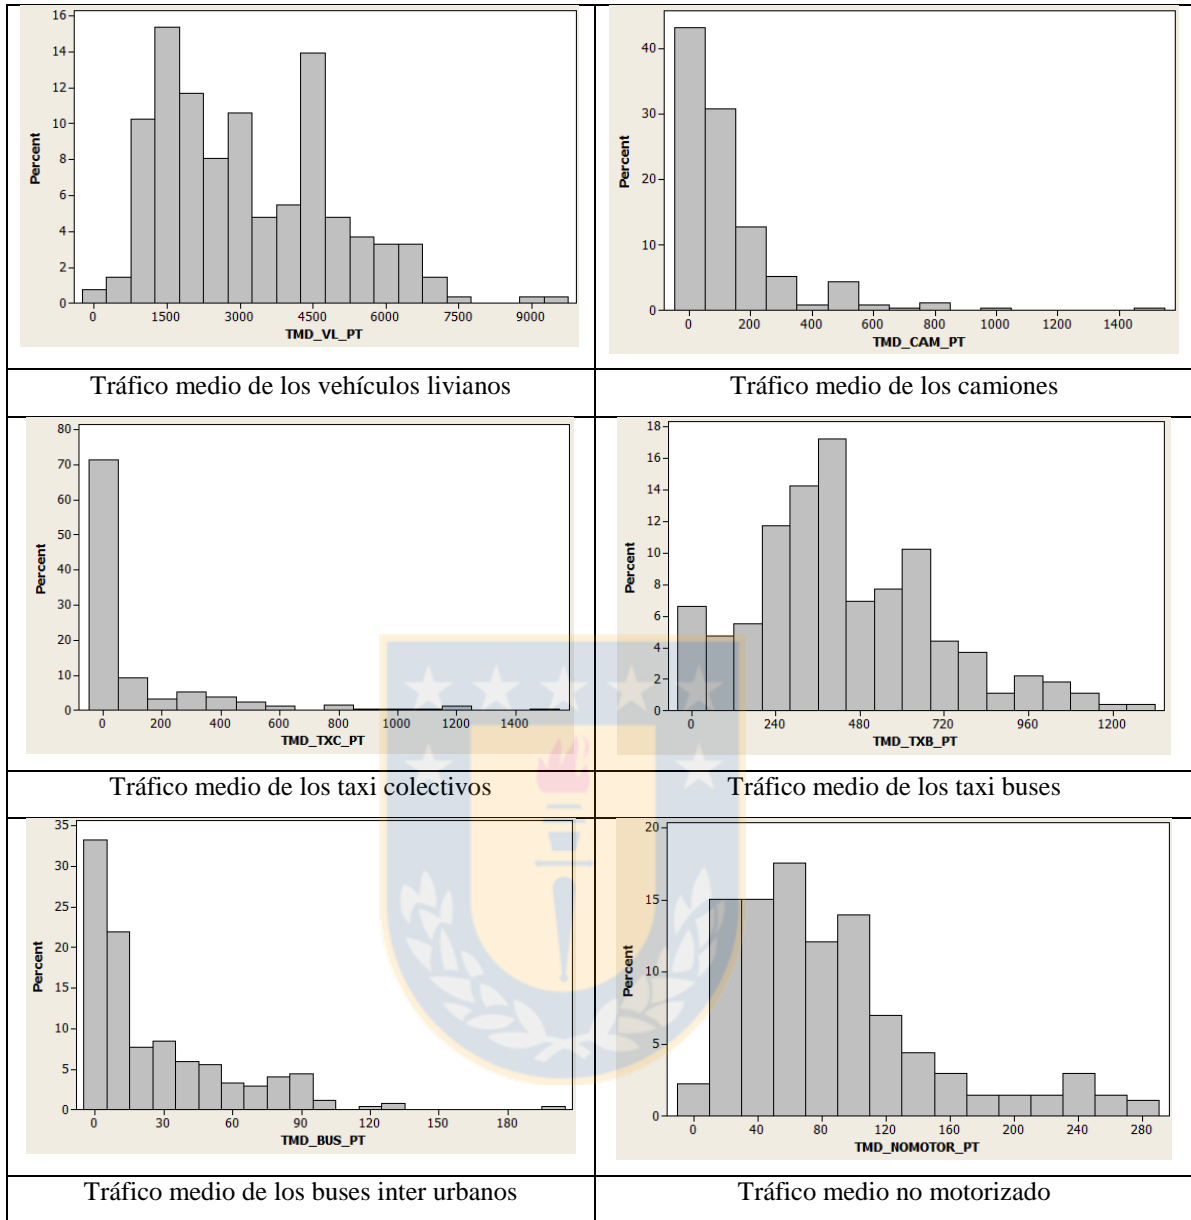 16
14
12
10
8
6
4
2
0
Percent
0 1500 3000 4500 6000 7500 9000
TMD_VL_PT
Tráfico medio de los vehículos livianos
40
30
20
10
0
Percent
0 200 400 600 800 1000 1200 1400
TMD_CAM_PT
Tráfico medio de los camiones
80
70
60
50
40
30
20
10
0
Percent
0 200 400 600 800 1000 1200 1400
TMD_TXC_PT
Tráfico medio de los taxi colectivos
18
16
14
12
10
8
6
4
2
0
Percent
0 240 480 720 960 1200
TMD_TXB_PT
Tráfico medio de los taxi buses
35
30
25
20
15
10
5
0
Percent
0 30 60 90 120 150 180
TMD_BUS_PT
Tráfico medio de los buses inter urbanos
20
15
10
5
0
Percent
0 40 80 120 160 200 240 280
TMD_NOMOTOR_PT
Tráfico medio no motorizado